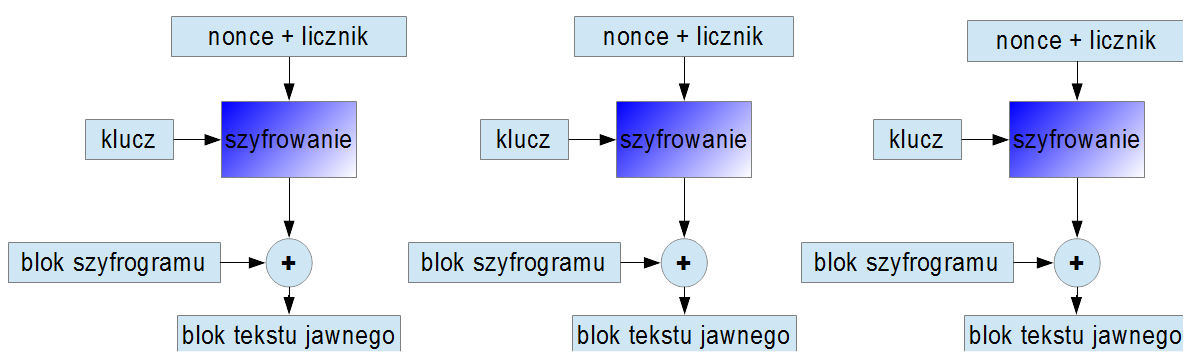 nonce + licznik
nonce + licznik
nonce + licznik
klucz
szyfrowanie
klucz
szyfrowanie
klucz
szyfrowanie
blok szyfrogramu
+
blok szyfrogramu
+
blok szyfrogramu
+
blok tekstu jawnego
blok tekstu jawnego
blok tekstu jawnego